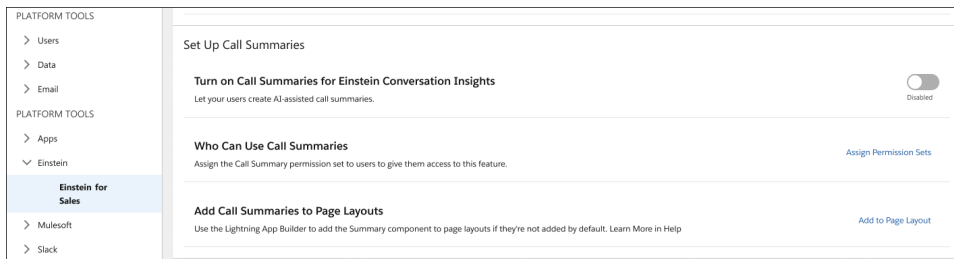 PLATFORM TOOLS
Users
Data
Email
PLATFORM TOOLS
Apps
Einstein
Einstein for
Sales
Mulesoft
Slack
Set Up Call Summaries
Turn on Call Summaries for Einstein Conversation Insights
Let your users create AI-assisted call summaries.
Disabled
Who Can Use Call Summaries
Assign the Call Summary permission set to users to give them access to this feature.
Assign Permission Sets
Add Call Summaries to Page Layouts
Use the Lightning App Builder to add the Summary component to page layouts if they're not added by default. Learn More in Help
Add to Page Layout